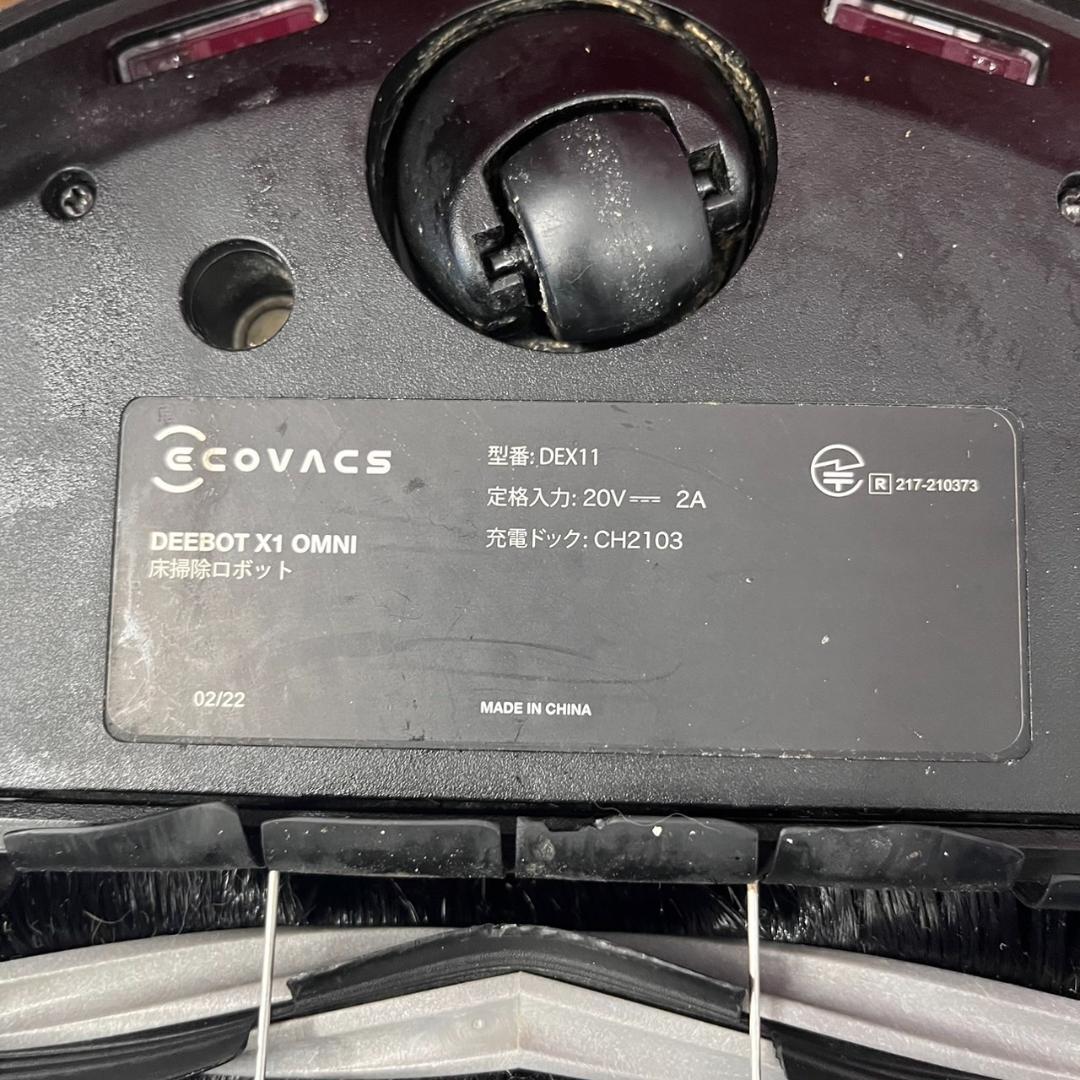 ECOVACS
DEEBOT X1 OMNI
床掃除ロボット
型番: DEX11
定格入力: 20V⎓ 2A
充電ドック: CH2103
R 217-210373
02/22
MADE IN CHINA